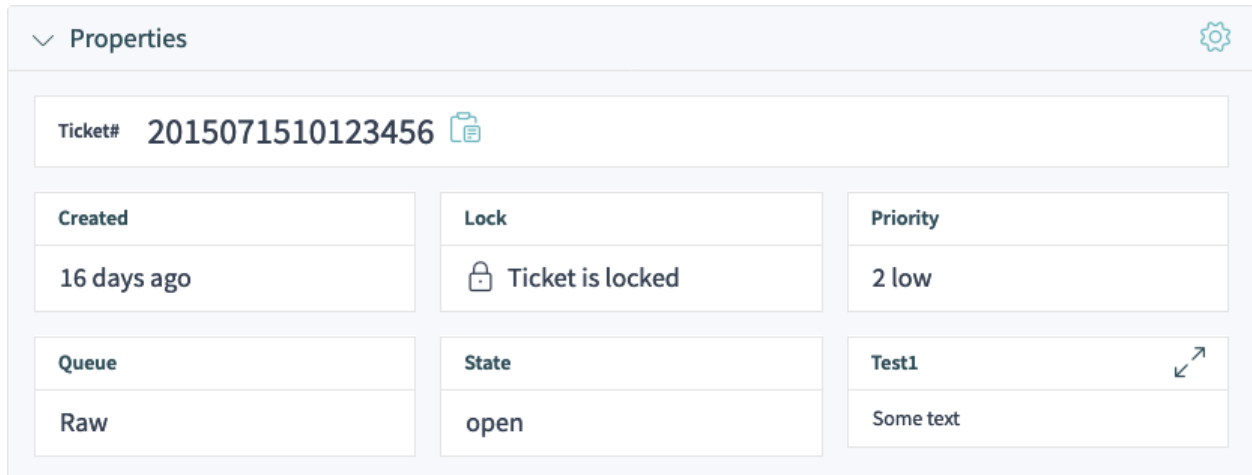 Properties
Ticket# 2015071510123456
Created
Lock
Priority
16 days ago
Ticket is locked
2 low
Queue
State
Test1
Raw
open
Some text